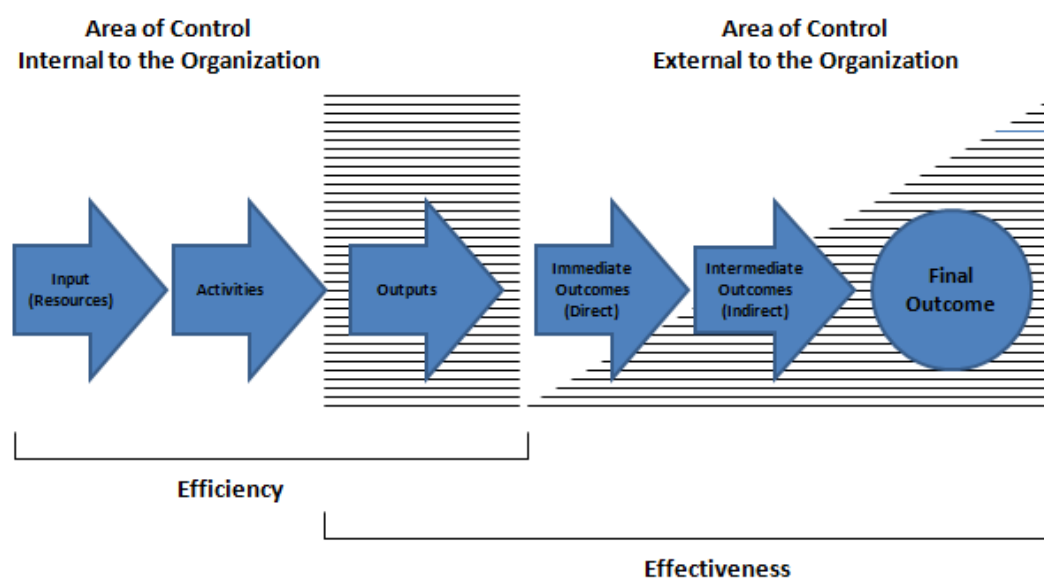 Area of Control
Internal to the Organization
Area of Control
External to the Organization
Input
(Resources)
Activities
Outputs
Immediate
Outcomes
(Direct)
Intermediate
Outcomes
(Indirect)
Final
Outcome
Efficiency
Effectiveness